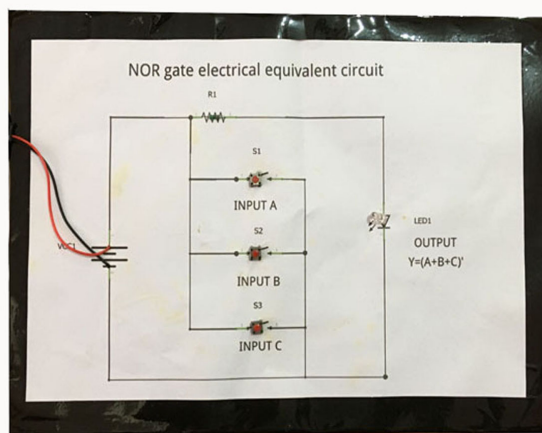 NOR gate electrical equivalent circuit
R1
S1
INPUT A
S2
INPUT B
S3
INPUT C
VCC1
LED1
OUTPUT
Y=(A+B+C)'